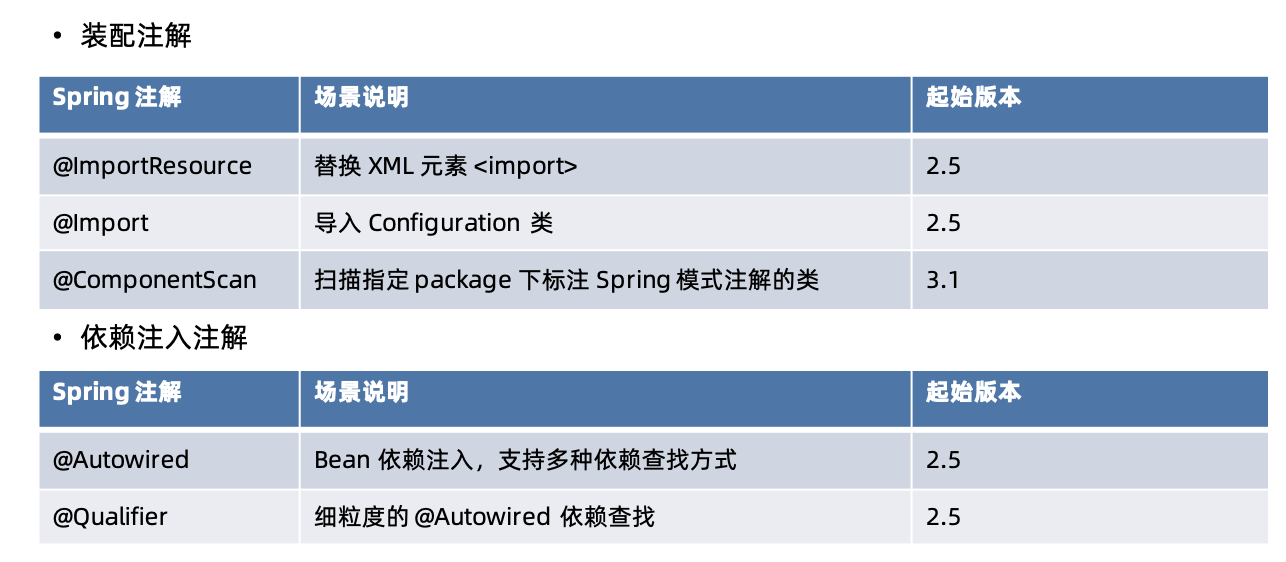 • 装配注解
Spring 注解 场景说明 起始版本
@ImportResource 替换 XML 元素 <import> 2.5
@Import 导入 Configuration 类 2.5
@ComponentScan 扫描指定 package 下标注 Spring 模式注解的类 3.1
• 依赖注入注解
Spring 注解 场景说明 起始版本
@Autowired Bean 依赖注入，支持多种依赖查找方式 2.5
@Qualifier 细粒度的 @Autowired 依赖查找 2.5